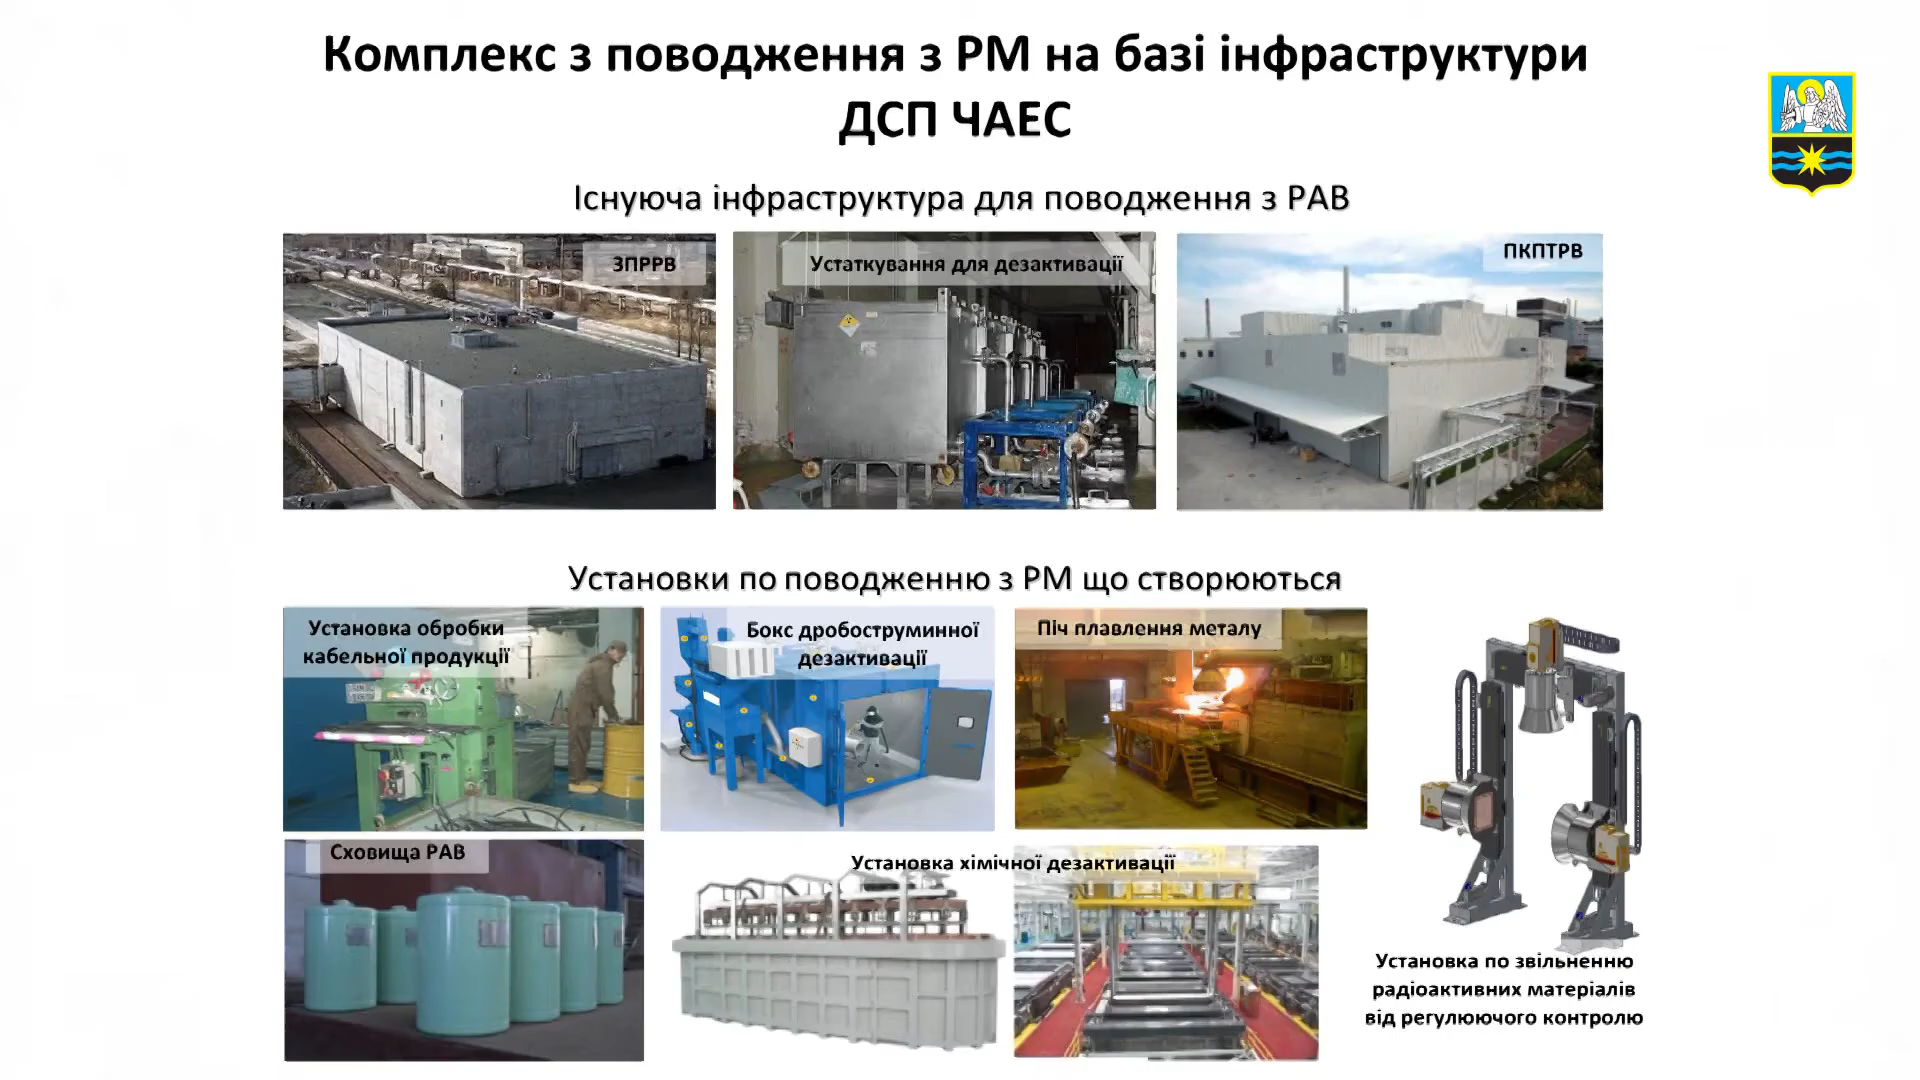 Комплекс з поводження з РМ на базі інфраструктури
ДСП ЧАЕС
Існуюча інфраструктура для поводження з РАВ
ЗПРРВ
Устаткування для дезактивації
ПКПТРВ
Установки по поводженню з РМ що створюються
Установка обробки
кабельної продукції
Бокс дробоструминної
дезактивації
Піч плавлення металу
Сховища РАВ
Установка хімічної дезактивації
Установка по звільненню
радіоактивних матеріалів
від регулюючого контролю